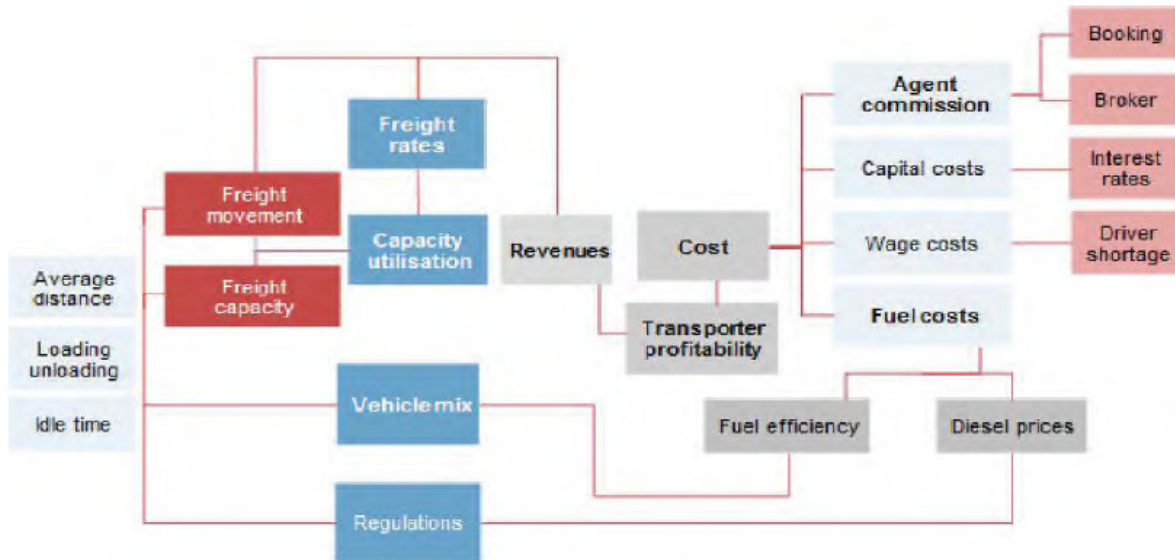 Booking
Agent
commission
Broker
Freight
rates
Capital costs
Interest
rates
Freight
movement
Capacity
utilisation
Revenues
Cost
Wage costs
Driver
shortage
Average
distance
Freight
capacity
Fuel costs
Transporter
profitability
Loading
unloading
Vehicle mix
Idle time
Fuel efficiency
Diesel prices
Regulations